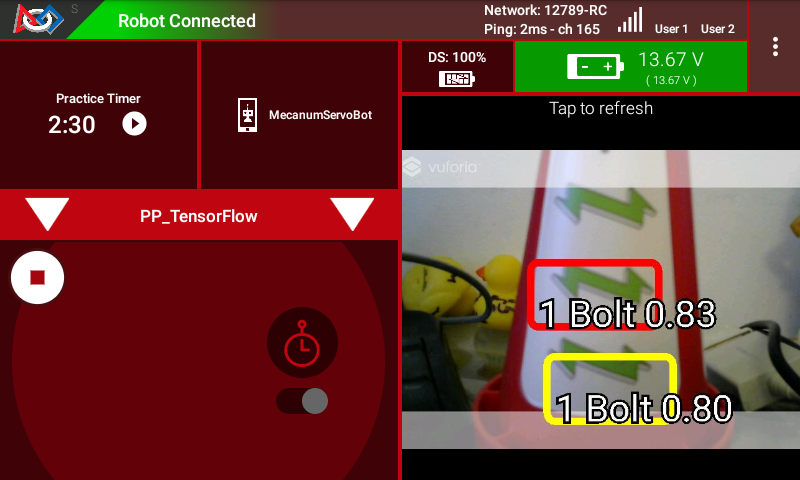 S
Robot Connected
Network: 12789-RC
Ping: 2ms - ch 165
User 1 User 2
Practice Timer
2:30
MecanumServoBot
DS: 100%
13.67 V
( 13.67 V )
Tap to refresh
vuforia
PP_TensorFlow
1 Bolt 0.83
1 Bolt 0.80